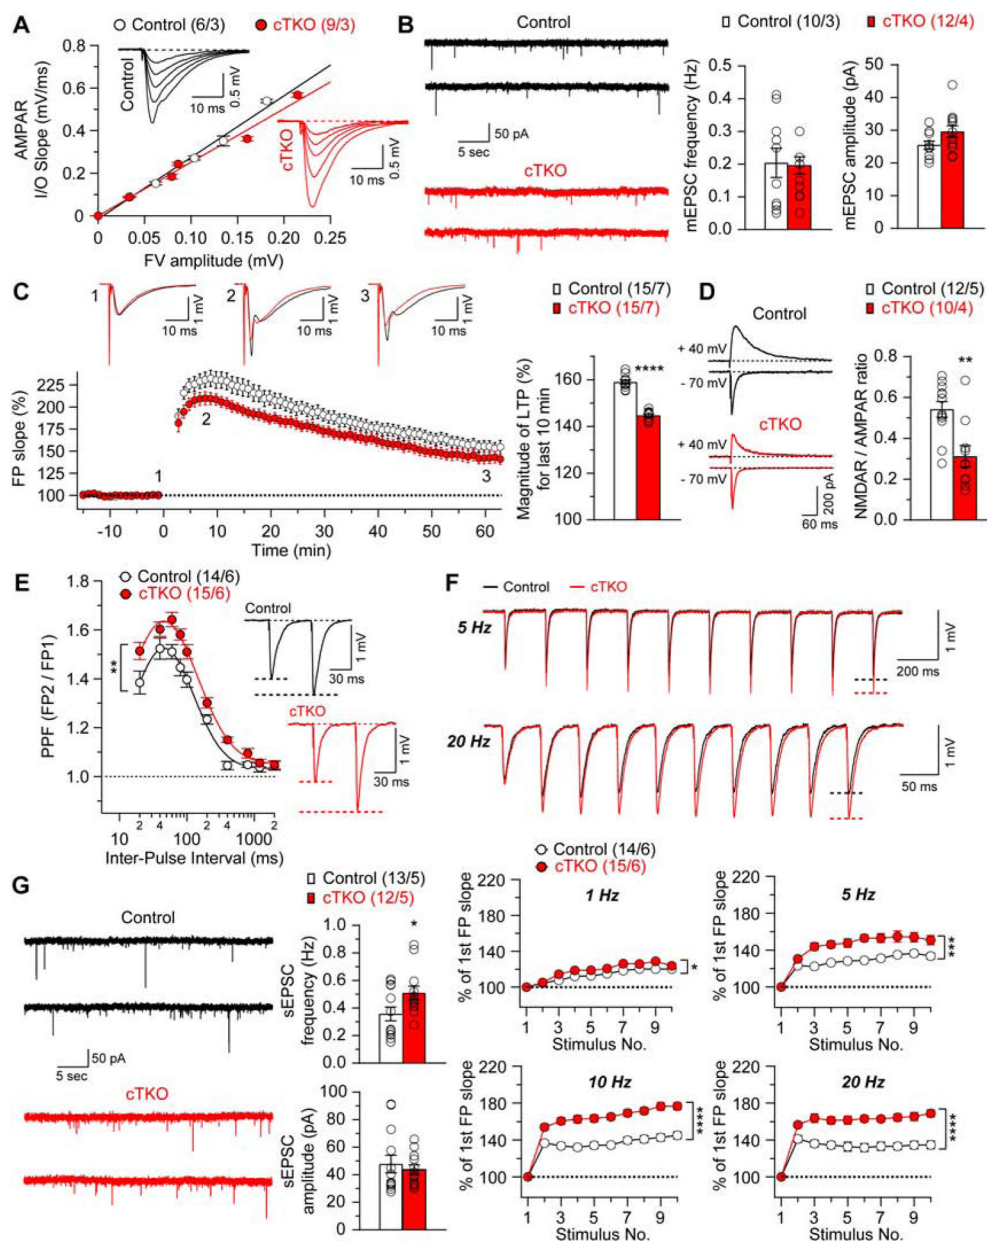 A
Control (6/3)
cTKO (9/3)
AMPAR
I/O Slope (mV/ms)
0.8
0.6
0.4
0.2
0
0
0.05
0.10
0.15
0.20
0.25
FV amplitude (mV)
Control
10 ms
0.5 mV
cTKO
10 ms
0.5 mV
B
Control (10/3)
cTKO (12/4)
50 pA
5 sec
cTKO
mEPSC frequency (Hz)
0.5
0.4
0.3
0.2
0.1
0.0
mEPSC amplitude (pA)
50
40
30
20
10
0
C
1
10 ms
1 mV
2
10 ms
1 mV
3
10 ms
1 mV
FP slope (%)
225
200
175
150
125
100
2
1
3
-10
0
10
20
30
40
50
60
Time (min)
Control (15/7)
cTKO (15/7)
Magnitude of LTP (%)
for last 10 min
160
140
120
100
****
D
Control
+ 40 mV
- 70 mV
cTKO
+ 40 mV
- 70 mV
200 pA
60 ms
Control (12/5)
cTKO (10/4)
NMDAR / AMPAR ratio
0.8
0.6
0.4
0.2
0.0
**
E
Control (14/6)
cTKO (15/6)
PPF (FP2 / FP1)
1.8
1.6
1.4
1.2
1.0
**
2 4 2 4 2
10 100 1000
Inter-Pulse Interval (ms)
Control
1 mV
30 ms
cTKO
1 mV
30 ms
F
Control
cTKO
5 Hz
1 mV
200 ms
20 Hz
1 mV
50 ms
Control (14/6)
cTKO (15/6)
% of 1st FP slope
220
180
140
100
1 Hz
*
1 3 5 7 9
Stimulus No.
% of 1st FP slope
220
180
140
100
5 Hz
***
1 3 5 7 9
Stimulus No.
% of 1st FP slope
220
180
140
100
10 Hz
****
1 3 5 7 9
Stimulus No.
% of 1st FP slope
220
180
140
100
20 Hz
****
1 3 5 7 9
Stimulus No.
G
Control
50 pA
5 sec
cTKO
Control (13/5)
cTKO (12/5)
sEPSC
frequency (Hz)
1.0
0.8
0.6
0.4
0.2
0.0
*
sEPSC
amplitude (pA)
100
80
60
40
20
0